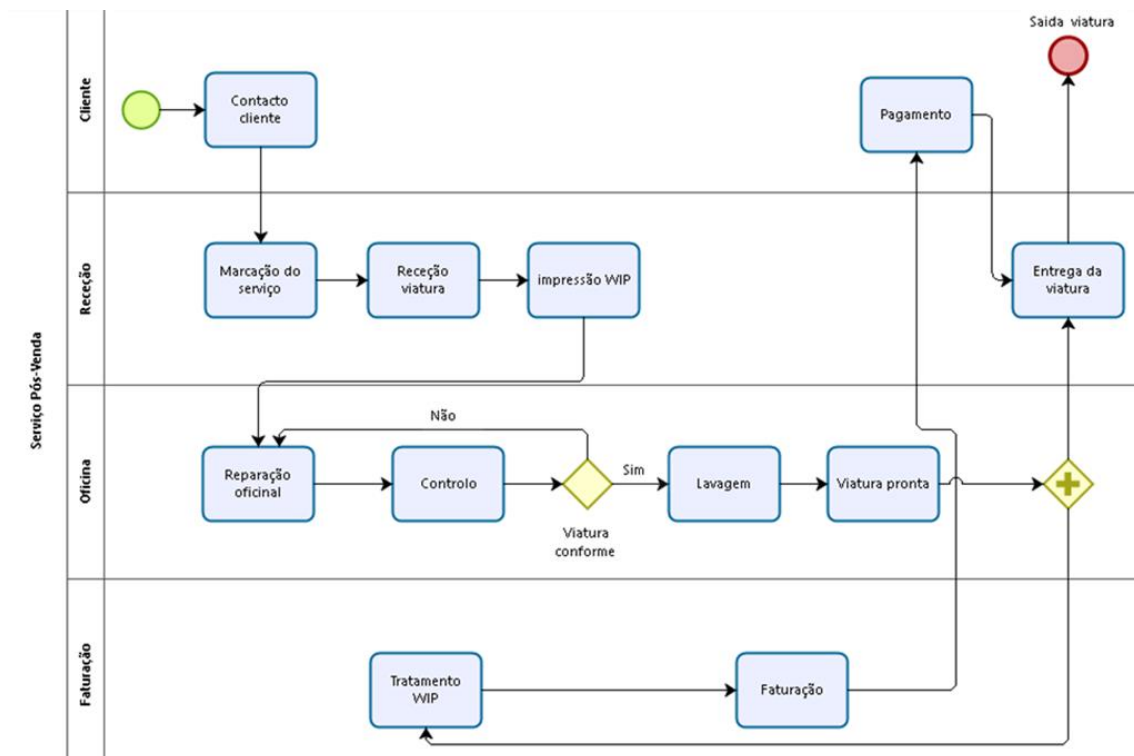 Serviço Pós-Venda
Cliente
Contacto
cliente
Pagamento
Saida viatura
Receção
Marcação do
serviço
Receção
viatura
impressão WIP
Entrega da
viatura
Oficina
Não
Reparação
oficinal
Controlo
Viatura
conforme
Sim
Lavagem
Viatura pronta
Faturação
Tratamento
WIP
Faturação